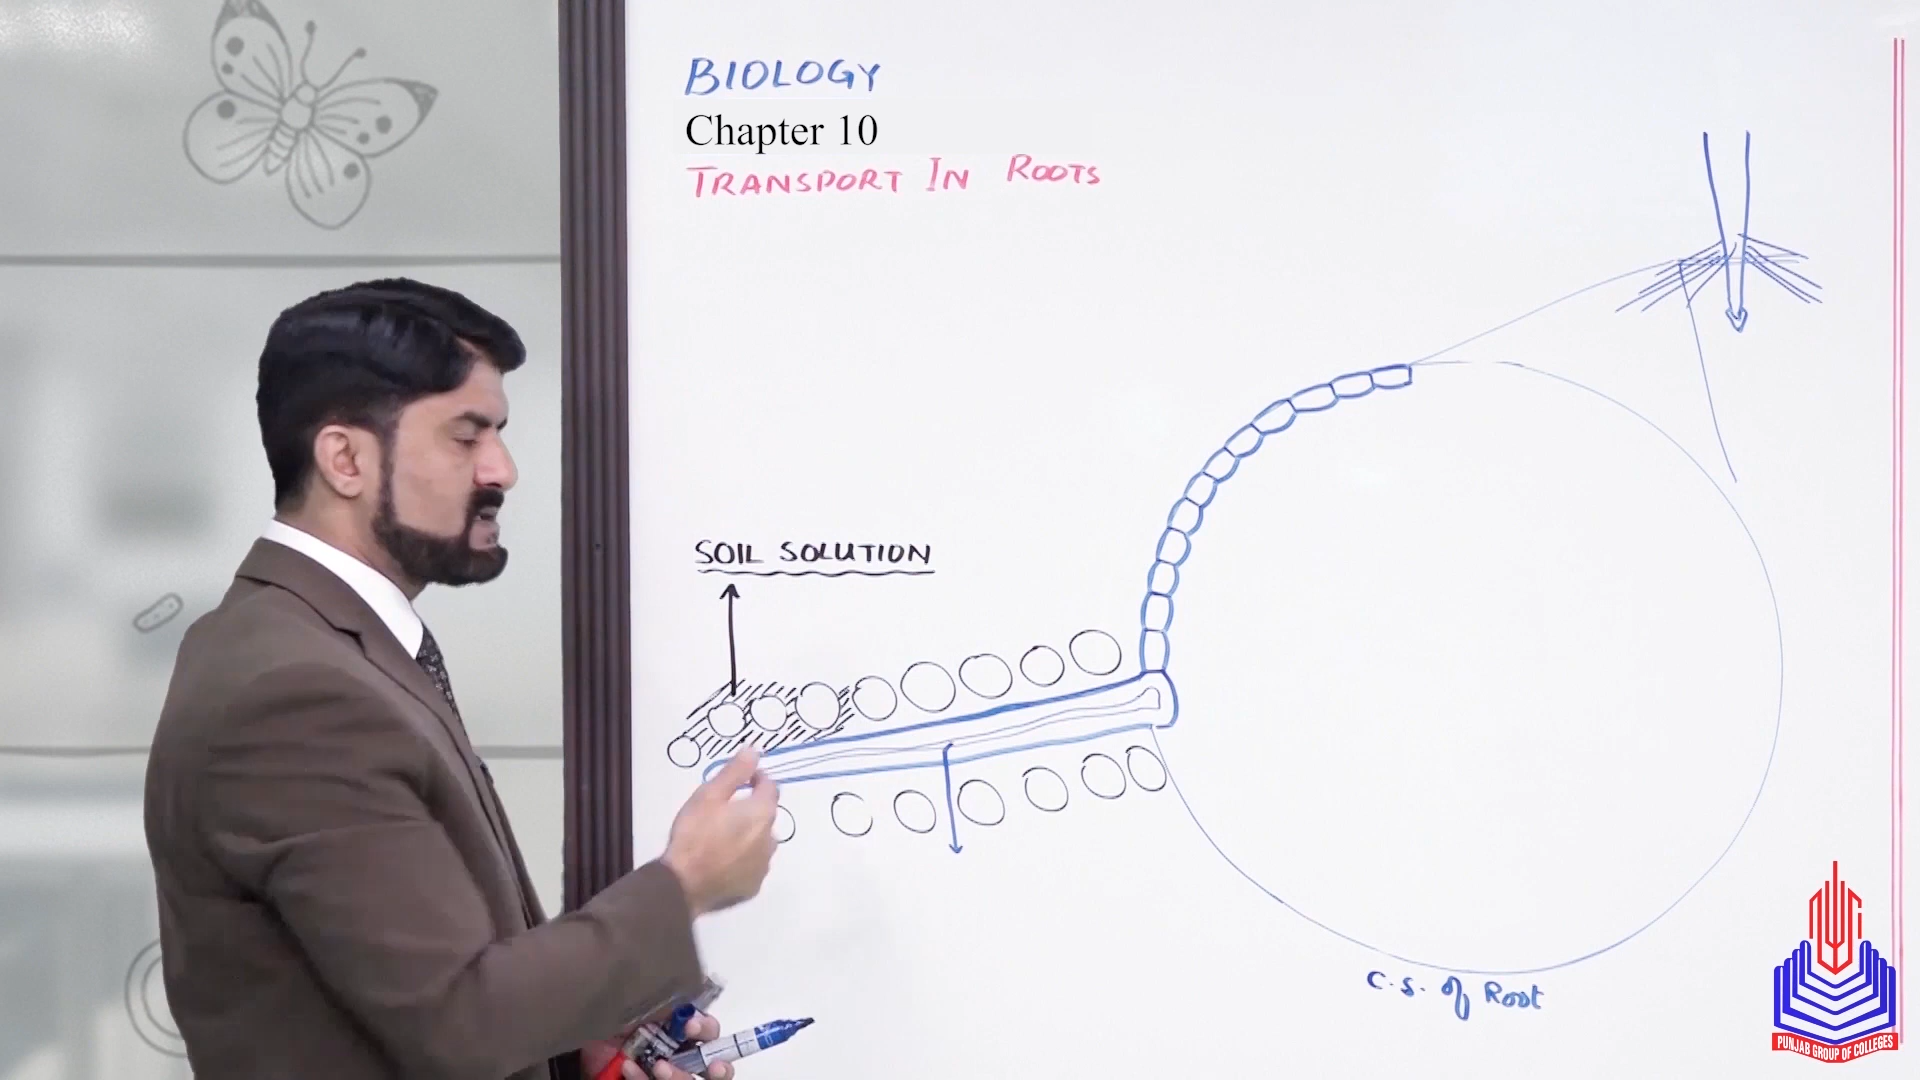 BIOLOGY
Chapter 10
TRANSPORT IN ROOTS
SOIL SOLUTION
C.S. of Root
PUNJAB GROUP OF COLLEGES